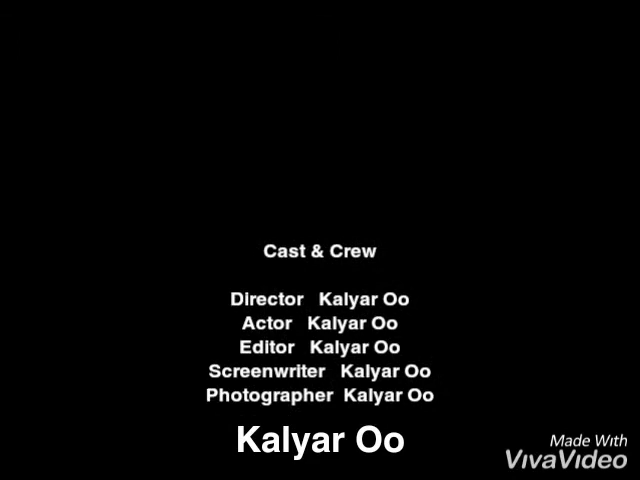 Cast & Crew
Director Kalyar Oo
Actor Kalyar Oo
Editor Kalyar Oo
Screenwriter Kalyar Oo
Photographer Kalyar Oo
Kalyar Oo
Made With
VivaVideo